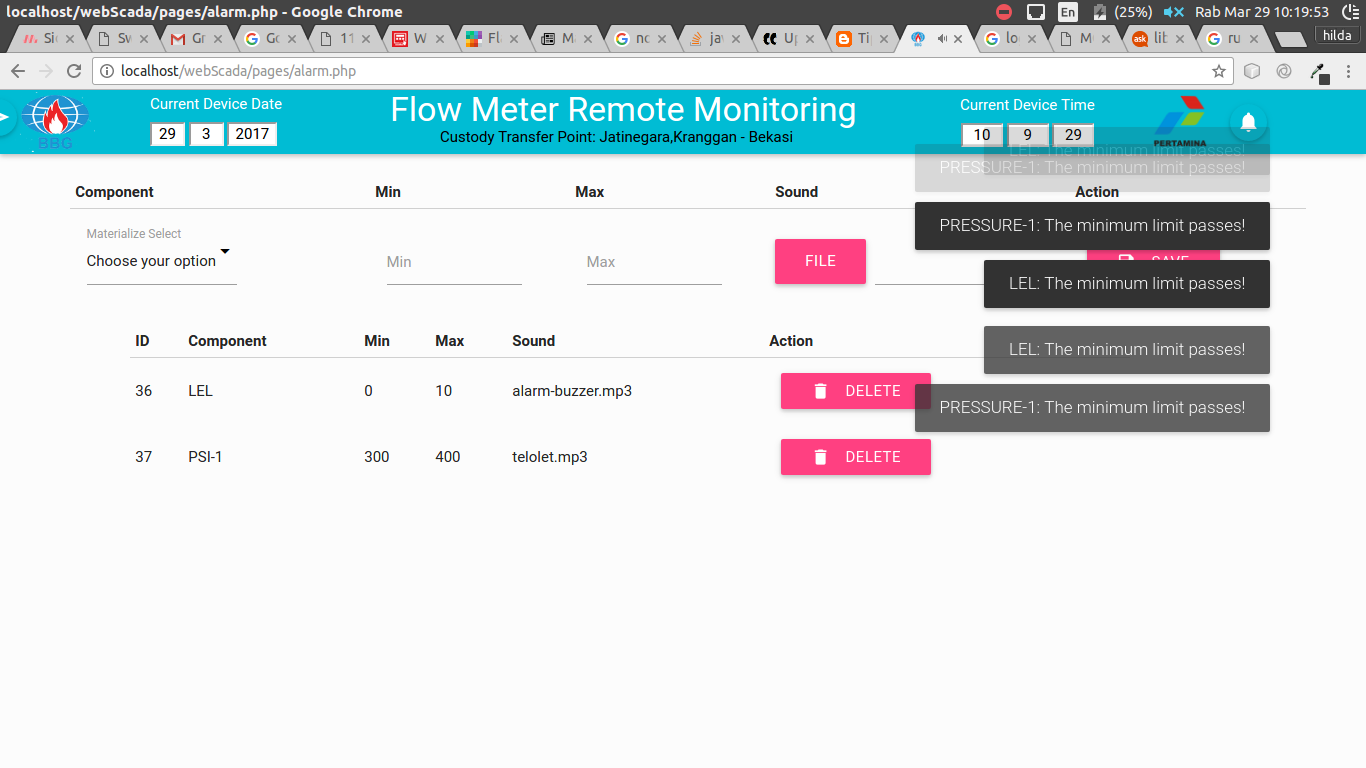 localhost/webScada/pages/alarm.php - Google Chrome
En (25%) Rab Mar 29 10:19:53
Sig Sw Gr Go 11 W Fl M no jav Up Tip loc M lib ru hilda
localhost/webScada/pages/alarm.php
Current Device Date Flow Meter Remote Monitoring Current Device Time
29 3 2017 Custody Transfer Point: Jatinegara,Kranggan - Bekasi 10 9 29
BBG PERTAMINA
LEL: The minimum limit passes!
PRESSURE-1: The minimum limit passes!
Component Min Max Sound Action
PRESSURE-1: The minimum limit passes!
Materialize Select
Choose your option Min Max FILE SAVE
LEL: The minimum limit passes!
ID Component Min Max Sound Action
LEL: The minimum limit passes!
36 LEL 0 10 alarm-buzzer.mp3 DELETE
PRESSURE-1: The minimum limit passes!
37 PSI-1 300 400 telolet.mp3 DELETE